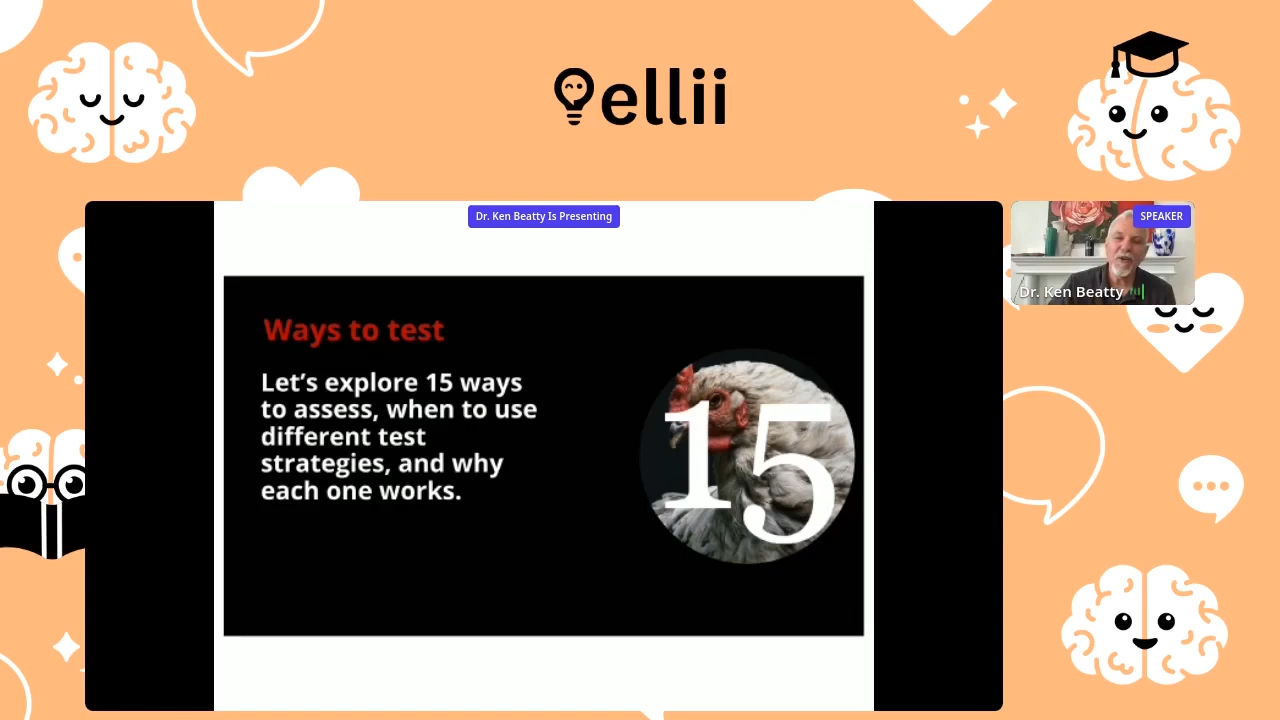 ellii
Dr. Ken Beatty Is Presenting
SPEAKER
Dr. Ken Beatty
Ways to test
Let's explore 15 ways
to assess, when to use
different test
strategies, and why
each one works.
15